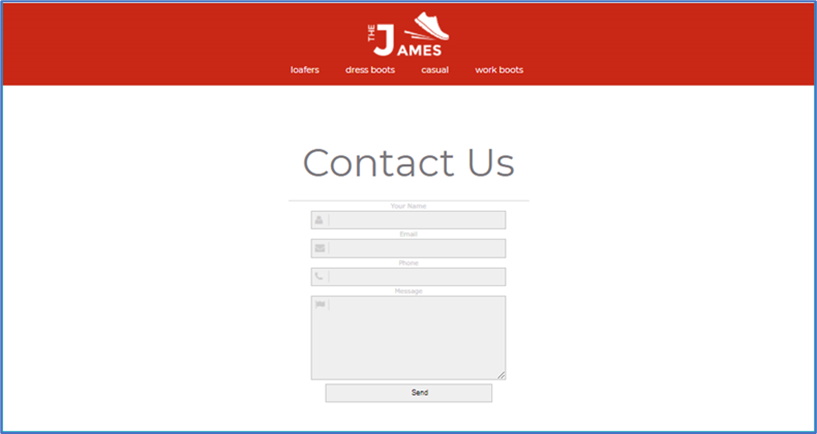 THE JAMES
loafers dress boots casual work boots
Contact Us
Your Name
Email
Phone
Message
Send